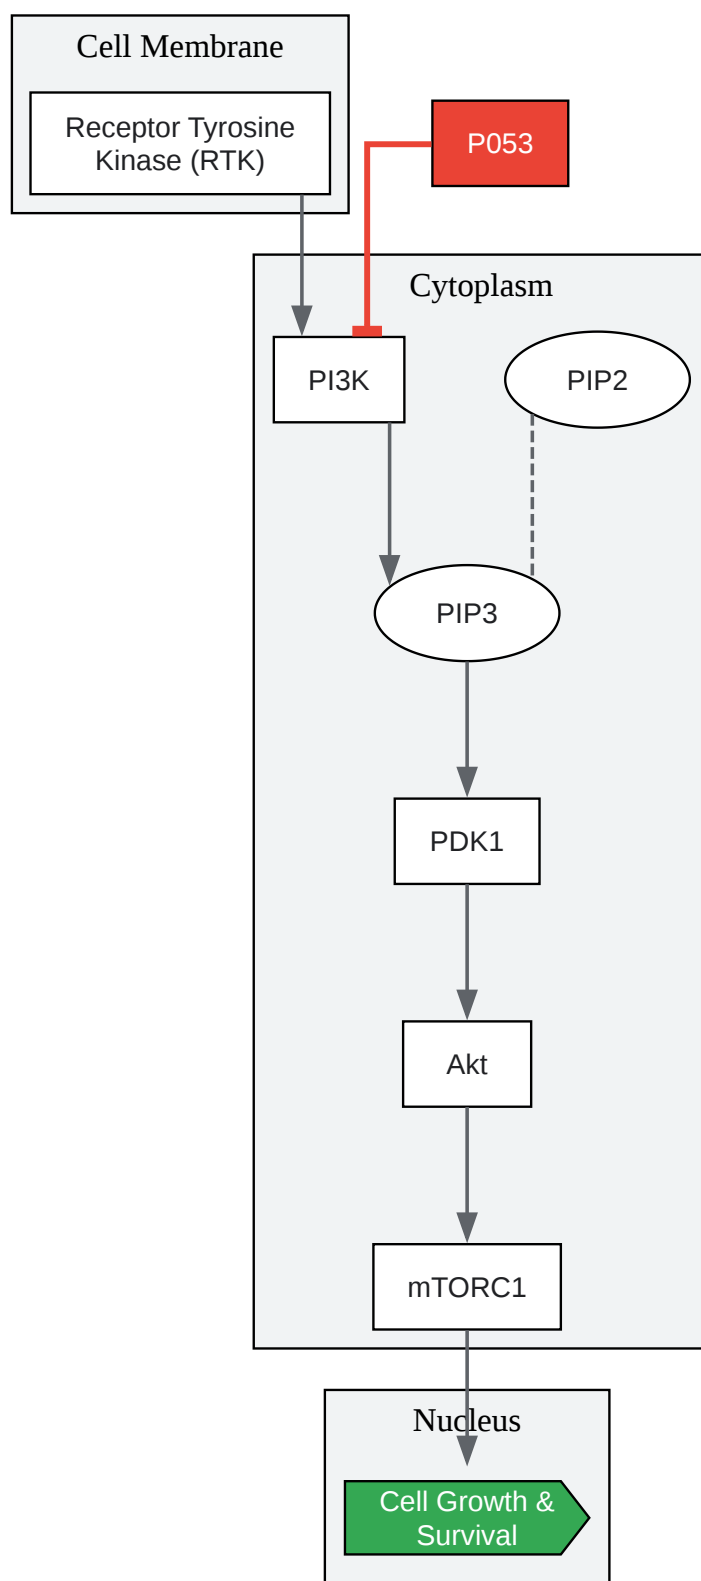 Cell Membrane
Receptor Tyrosine
Kinase (RTK)
P053
Cytoplasm
PI3K
PIP2
PIP3
PDK1
Akt
mTORC1
Nucleus
Cell Growth &
Survival